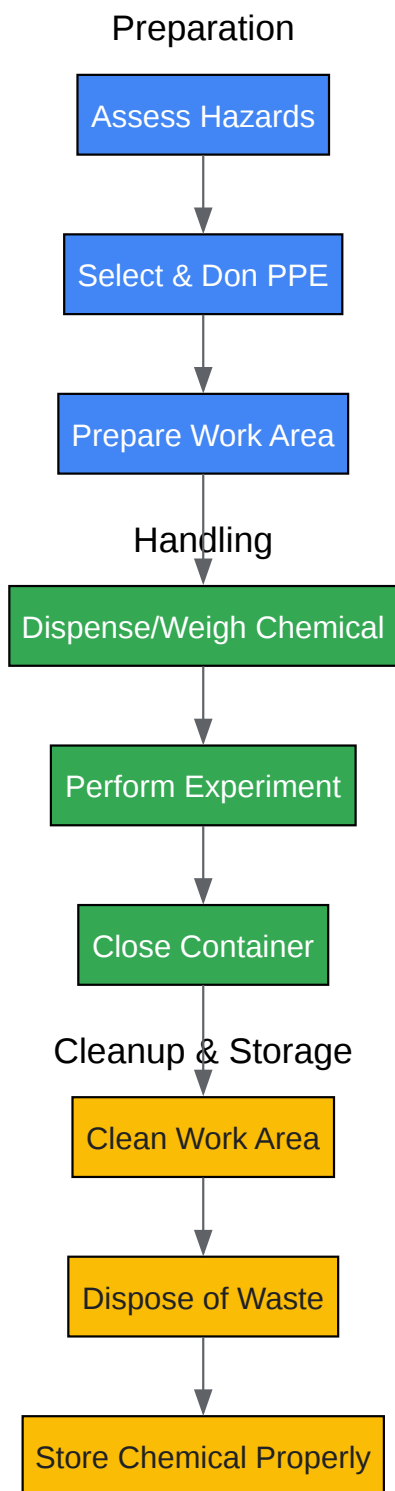 Preparation
Assess Hazards
Select & Don PPE
Prepare Work Area
Handling
Dispense/Weigh Chemical
Perform Experiment
Close Container
Cleanup & Storage
Clean Work Area
Dispose of Waste
Store Chemical Properly